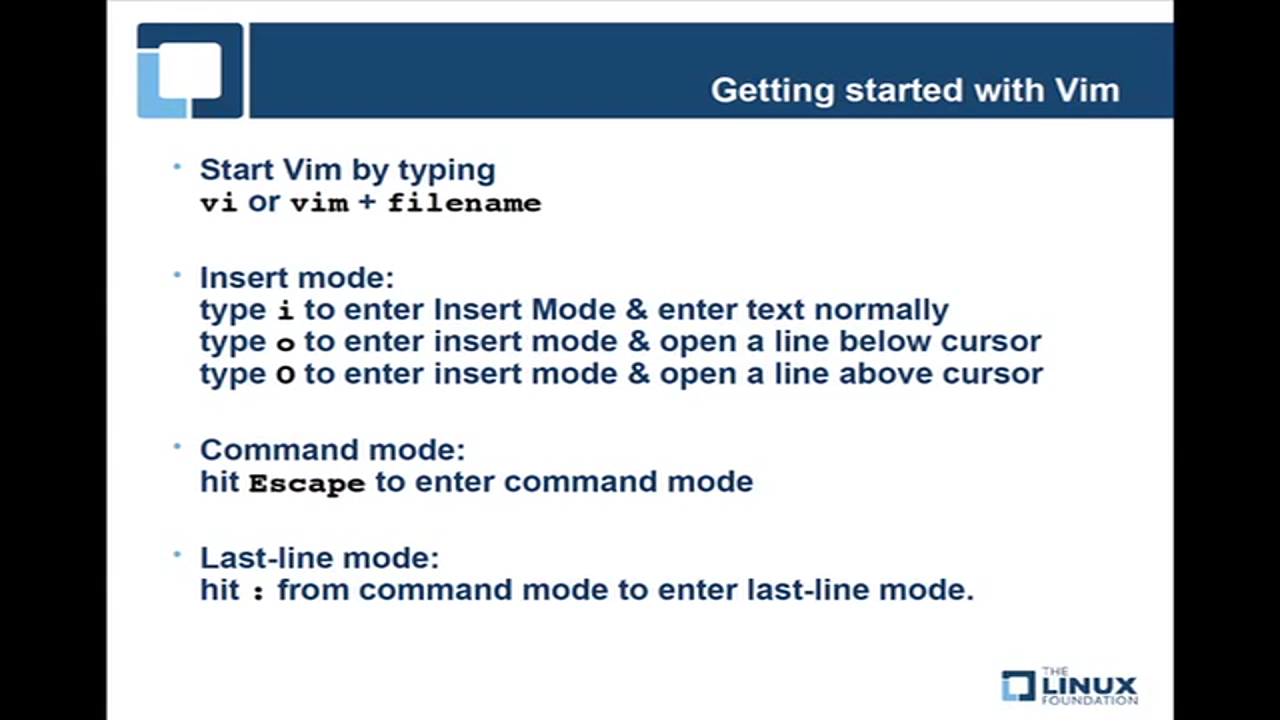 Getting started with Vim
• Start Vim by typing
vi or vim + filename
• Insert mode:
type i to enter Insert Mode & enter text normally
type o to enter insert mode & open a line below cursor
type O to enter insert mode & open a line above cursor
• Command mode:
hit Escape to enter command mode
• Last-line mode:
hit : from command mode to enter last-line mode.
THE
LINUX
FOUNDATION